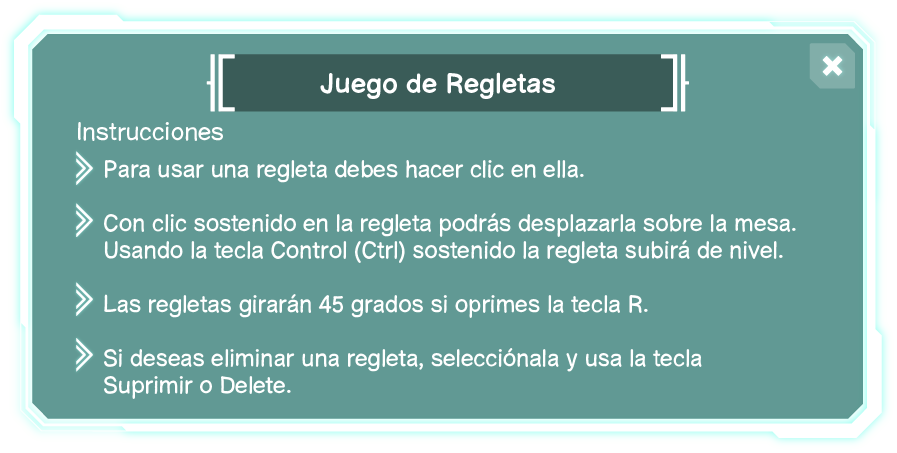 Juego de Regletas
Instrucciones
Para usar una regleta debes hacer clic en ella.
Con clic sostenido en la regleta podrás desplazarla sobre la mesa.
Usando la tecla Control (Ctrl) sostenido la regleta subirá de nivel.
Las regletas girarán 45 grados si oprimes la tecla R.
Si deseas eliminar una regleta, selecciónala y usa la tecla
Suprimir o Delete.